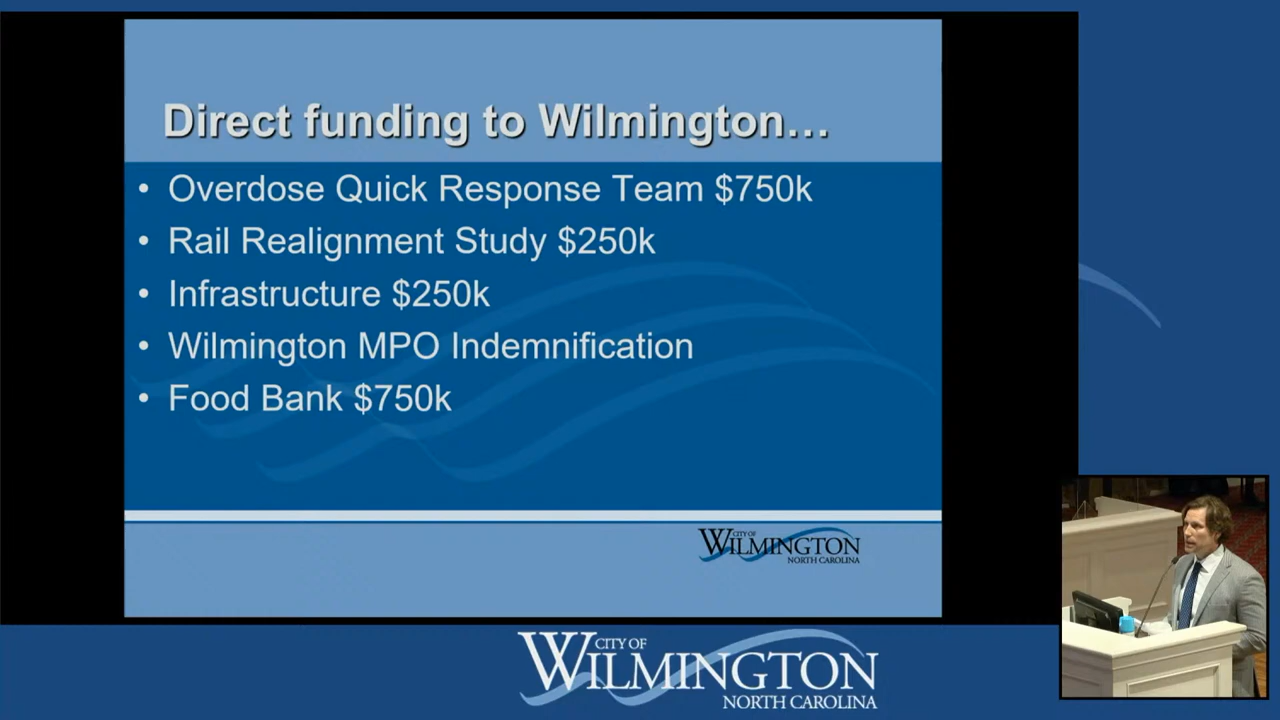 Direct funding to Wilmington…
• Overdose Quick Response Team $750k
• Rail Realignment Study $250k
• Infrastructure $250k
• Wilmington MPO Indemnification
• Food Bank $750k
CITY OF
WILMINGTON
NORTH CAROLINA
CITY OF
WILMINGTON
NORTH CAROLINA